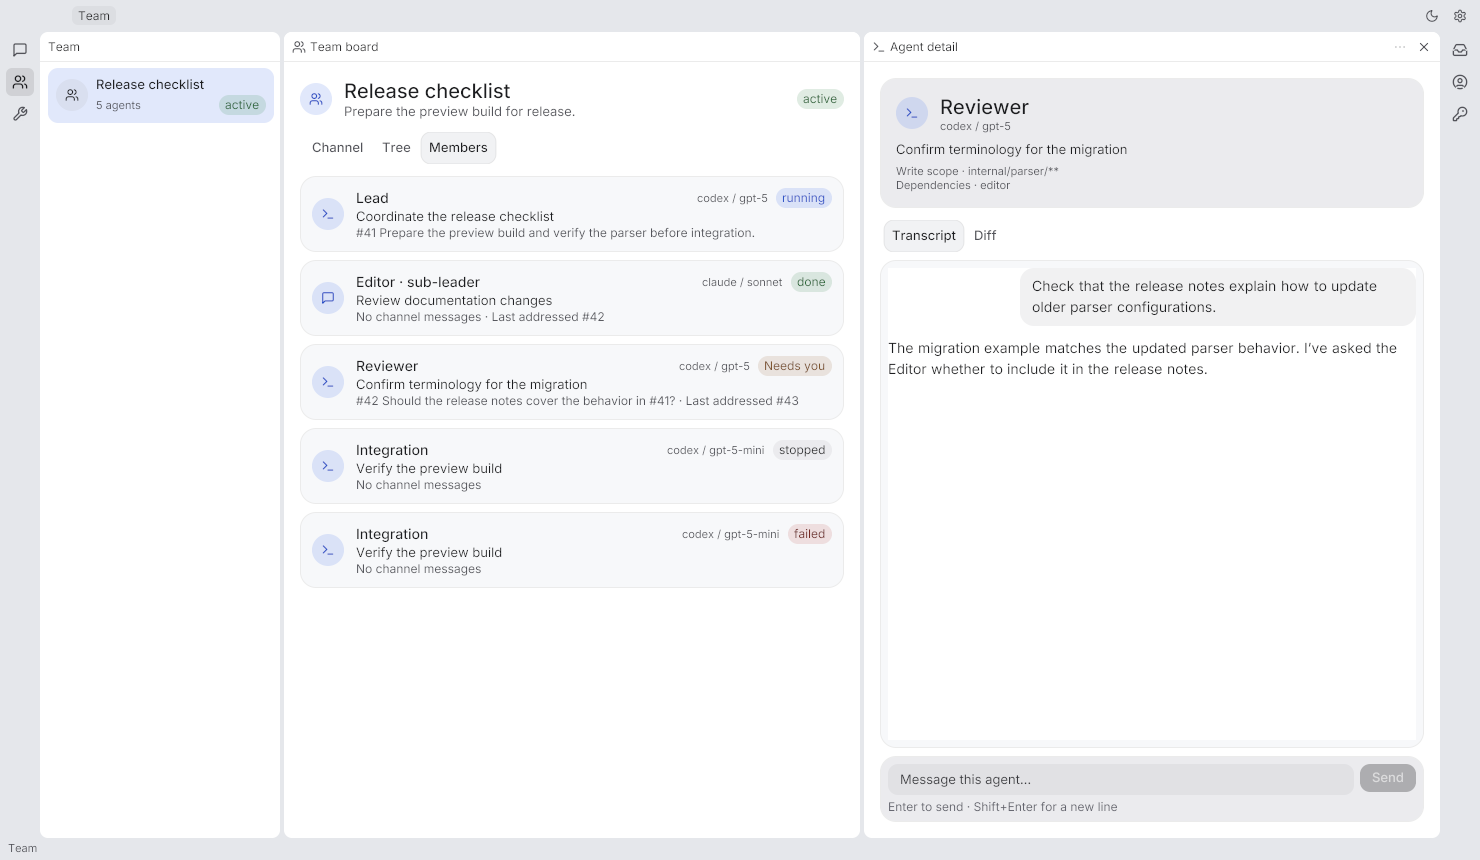 Team
Team
Release checklist
5 agents
active
Team board
Release checklist
Prepare the preview build for release.
active
Channel
Tree
Members
Lead
codex / gpt-5
running
Coordinate the release checklist
#41 Prepare the preview build and verify the parser before integration.
Editor · sub-leader
claude / sonnet
done
Review documentation changes
No channel messages · Last addressed #42
Reviewer
codex / gpt-5
Needs you
Confirm terminology for the migration
#42 Should the release notes cover the behavior in #41? · Last addressed #43
Integration
codex / gpt-5-mini
stopped
Verify the preview build
No channel messages
Integration
codex / gpt-5-mini
failed
Verify the preview build
No channel messages
Agent detail
Reviewer
codex / gpt-5
Confirm terminology for the migration
Write scope · internal/parser/**
Dependencies · editor
Transcript
Diff
Check that the release notes explain how to update
older parser configurations.
The migration example matches the updated parser behavior. I’ve asked the
Editor whether to include it in the release notes.
Message this agent...
Send
Enter to send · Shift+Enter for a new line
Team